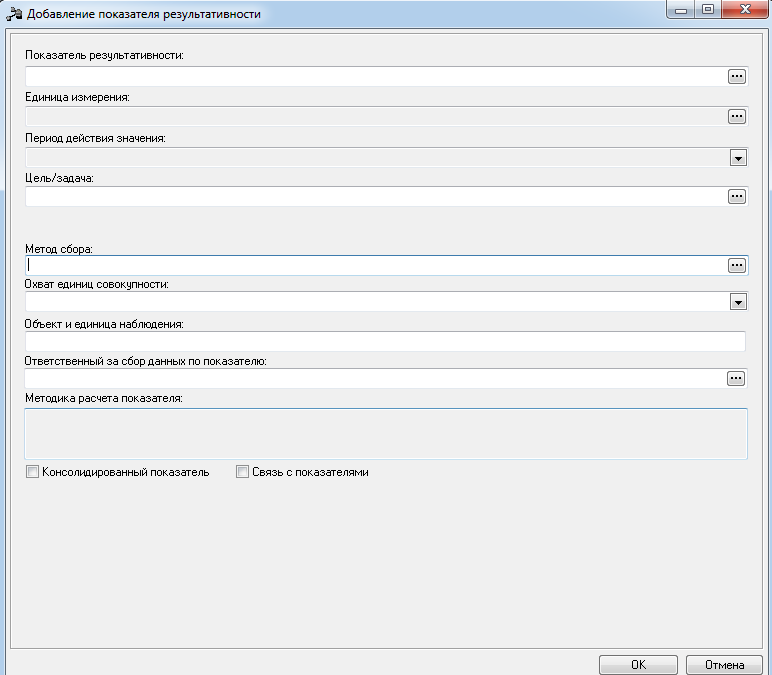 Добавление показателя результативности
Показатель результативности:
Единица измерения:
Период действия значения:
Цель/задача:
Метод сбора:
Охват единиц совокупности:
Объект и единица наблюдения:
Ответственный за сбор данных по показателю:
Методика расчета показателя:
Консолидированный показатель Связь с показателями
OK Отмена